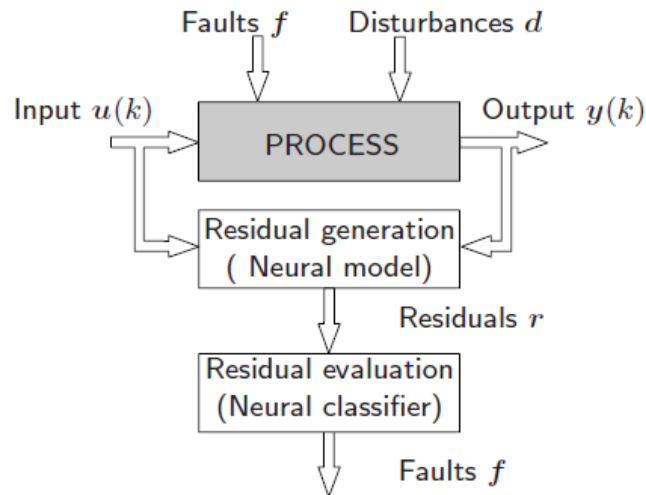 Faults f
Disturbances d
Input u(k)
Output y(k)
PROCESS
Residual generation
( Neural model)
Residuals r
Residual evaluation
(Neural classifier)
Faults f